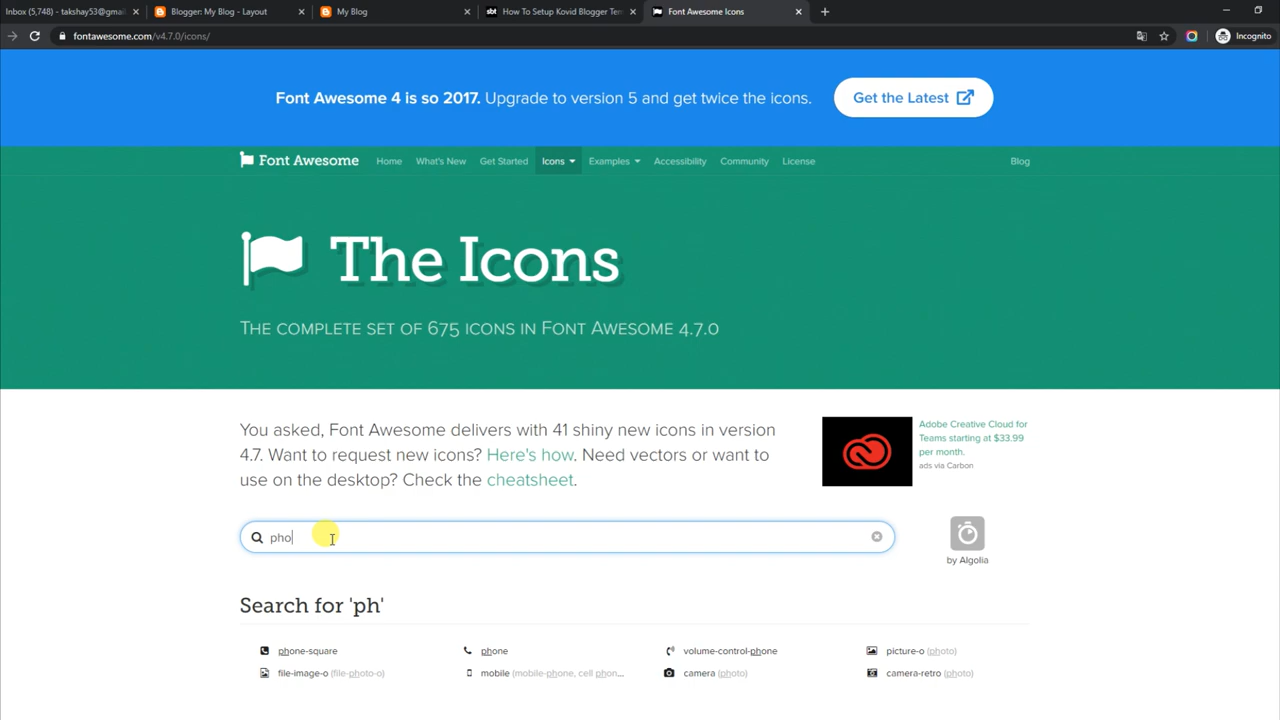 Inbox (5,748) - takshay53@gmail
Blogger: My Blog - Layout
My Blog
sbt
How To Setup Kovid Blogger Tem
Font Awesome Icons
fontawesome.com/v4.7.0/icons/
Incognito
Font Awesome 4 is so 2017. Upgrade to version 5 and get twice the icons.
Get the Latest
Font Awesome
Home
What's New
Get Started
Icons
Examples
Accessibility
Community
License
Blog
The Icons
The complete set of 675 icons in Font Awesome 4.7.0
You asked, Font Awesome delivers with 41 shiny new icons in version
4.7. Want to request new icons? Here's how. Need vectors or want to
use on the desktop? Check the cheatsheet.
Adobe Creative Cloud for
Teams starting at $33.99
per month.
ads via Carbon
pho
by Algolia
Search for 'ph'
phone-square
phone
volume-control-phone
picture-o (photo)
file-image-o (file-photo-o)
mobile (mobile-phone, cell phon...
camera (photo)
camera-retro (photo)